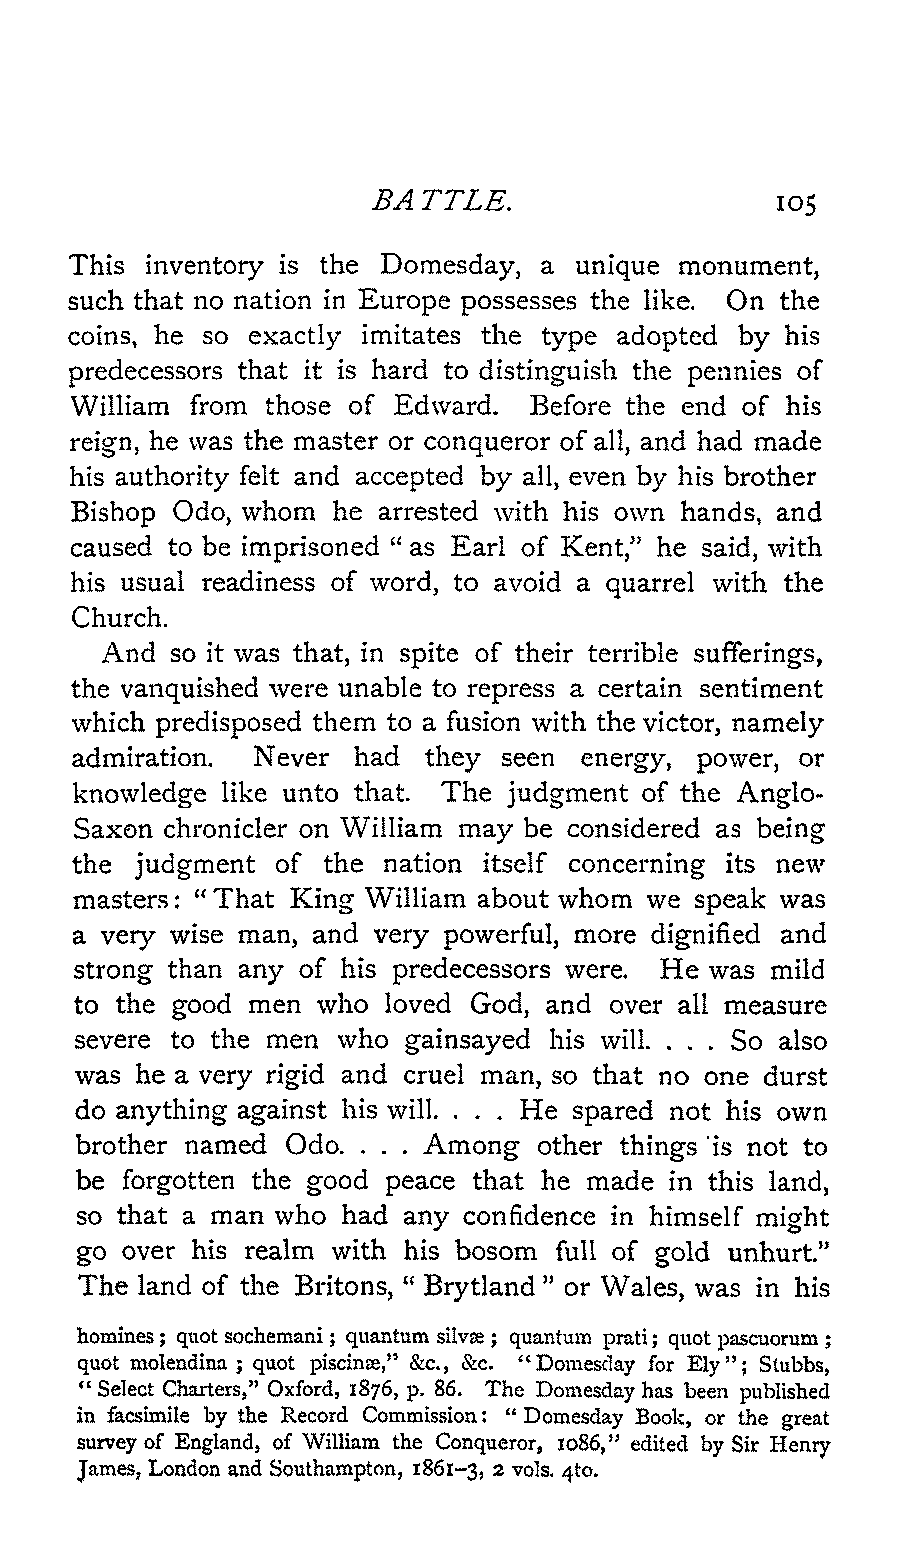 BATTLE. 105
This inventory is the Domesday, a unique monument,
such that no nation in Europe possesses the like. On the
coins, he so exactly imitates the type adopted by his
predecessors that it is hard to distinguish the pennies of
William from those of Edward. Before the end of his
reign, he was the master or conqueror of all, and had made
his authority felt and accepted by all, even by his brother
Bishop Odo, whom he arrested with his own hands, and
caused to be imprisoned "as Earl of Kent," he said, with
his usual readiness of word, to avoid a quarrel with the
Church.
And so it was that, in spite of their terrible sufferings,
the vanquished were unable to repress a certain sentiment
which predisposed them to a fusion with the victor, namely
admiration. Never had they seen energy, power, or
knowledge like unto that. The judgment of the Anglo-
Saxon chronicler on William may be considered as being
the judgment of the nation itself concerning its new
masters: "That King William about whom we speak was
a very wise man, and very powerful, more dignified and
strong than any of his predecessors were. He was mild
to the good men who loved God, and over all measure
severe to the men who gainsayed his will. . . . So also
was he a very rigid and cruel man, so that no one durst
do anything against his will. . . . He spared not his own
brother named Odo. . . . Among other things is not to
be forgotten the good peace that he made in this land,
so that a man who had any confidence in himself might
go over his realm with his bosom full of gold unhurt."
The land of the Britons, "Brytland" or Wales, was in his
homines; quot sochemani; quantum silvæ; quantum prati; quot pascuorum;
quot molendina; quot piscinæ," &c., &c. "Domesday for Ely"; Stubbs,
"Select Charters," Oxford, 1876, p. 86. The Domesday has been published
in facsimile by the Record Commission: "Domesday Book, or the great
survey of England, of William the Conqueror, 1086," edited by Sir Henry
James, London and Southampton, 1861–3, 2 vols. 4to.